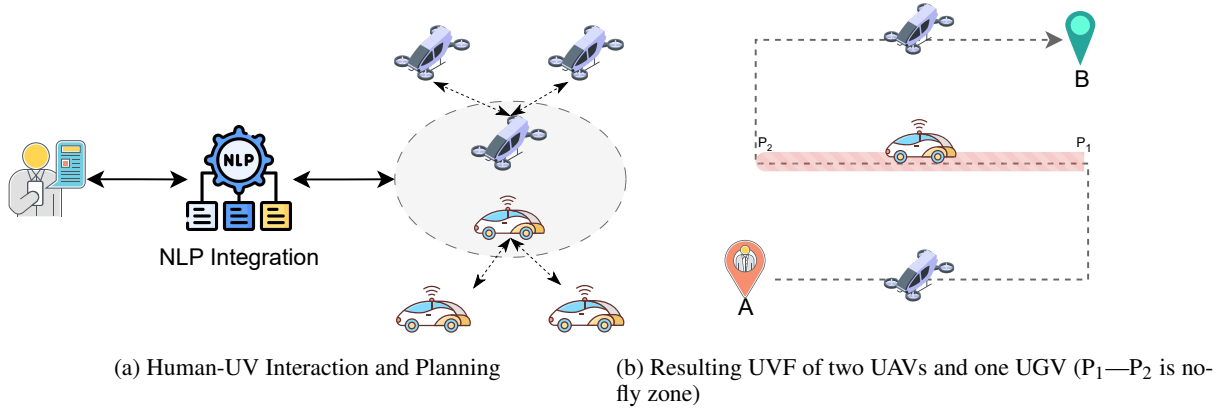 NLP
NLP Integration
B
P₂
P₁
A
(a) Human-UV Interaction and Planning
(b) Resulting UVF of two UAVs and one UGV (P₁—P₂ is no-
fly zone)